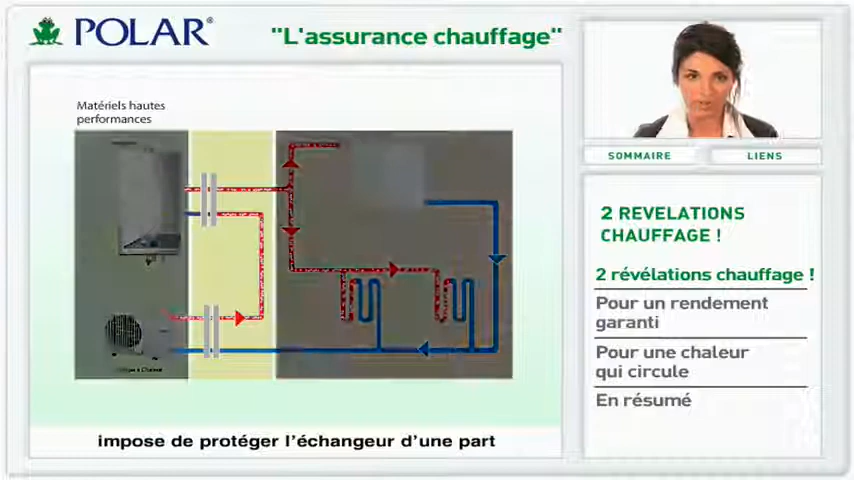 POLAR®
"L'assurance chauffage"
Matériels hautes
performances
impose de protéger l'échangeur d'une part
SOMMAIRE
LIENS
2 REVELATIONS
CHAUFFAGE !
2 révélations chauffage !
Pour un rendement
garanti
Pour une chaleur
qui circule
En résumé